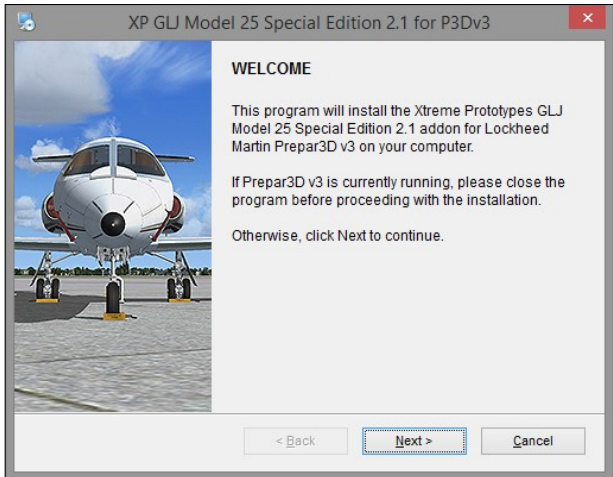 XP GLJ Model 25 Special Edition 2.1 for P3Dv3
WELCOME
This program will install the Xtreme Prototypes GLJ
Model 25 Special Edition 2.1 addon for Lockheed
Martin Prepar3D v3 on your computer.
If Prepar3D v3 is currently running, please close the
program before proceeding with the installation.
Otherwise, click Next to continue.
< Back
Next >
Cancel